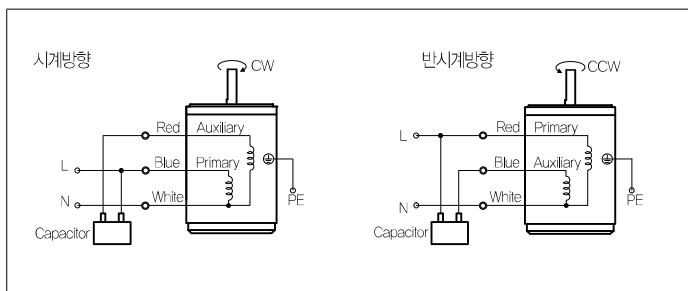 시계방향
CW
Red Auxiliary
L Blue Primary
N White
PE
Capacitor
반시계방향
CCW
L Red Primary
Blue Auxiliary
N White
PE
Capacitor